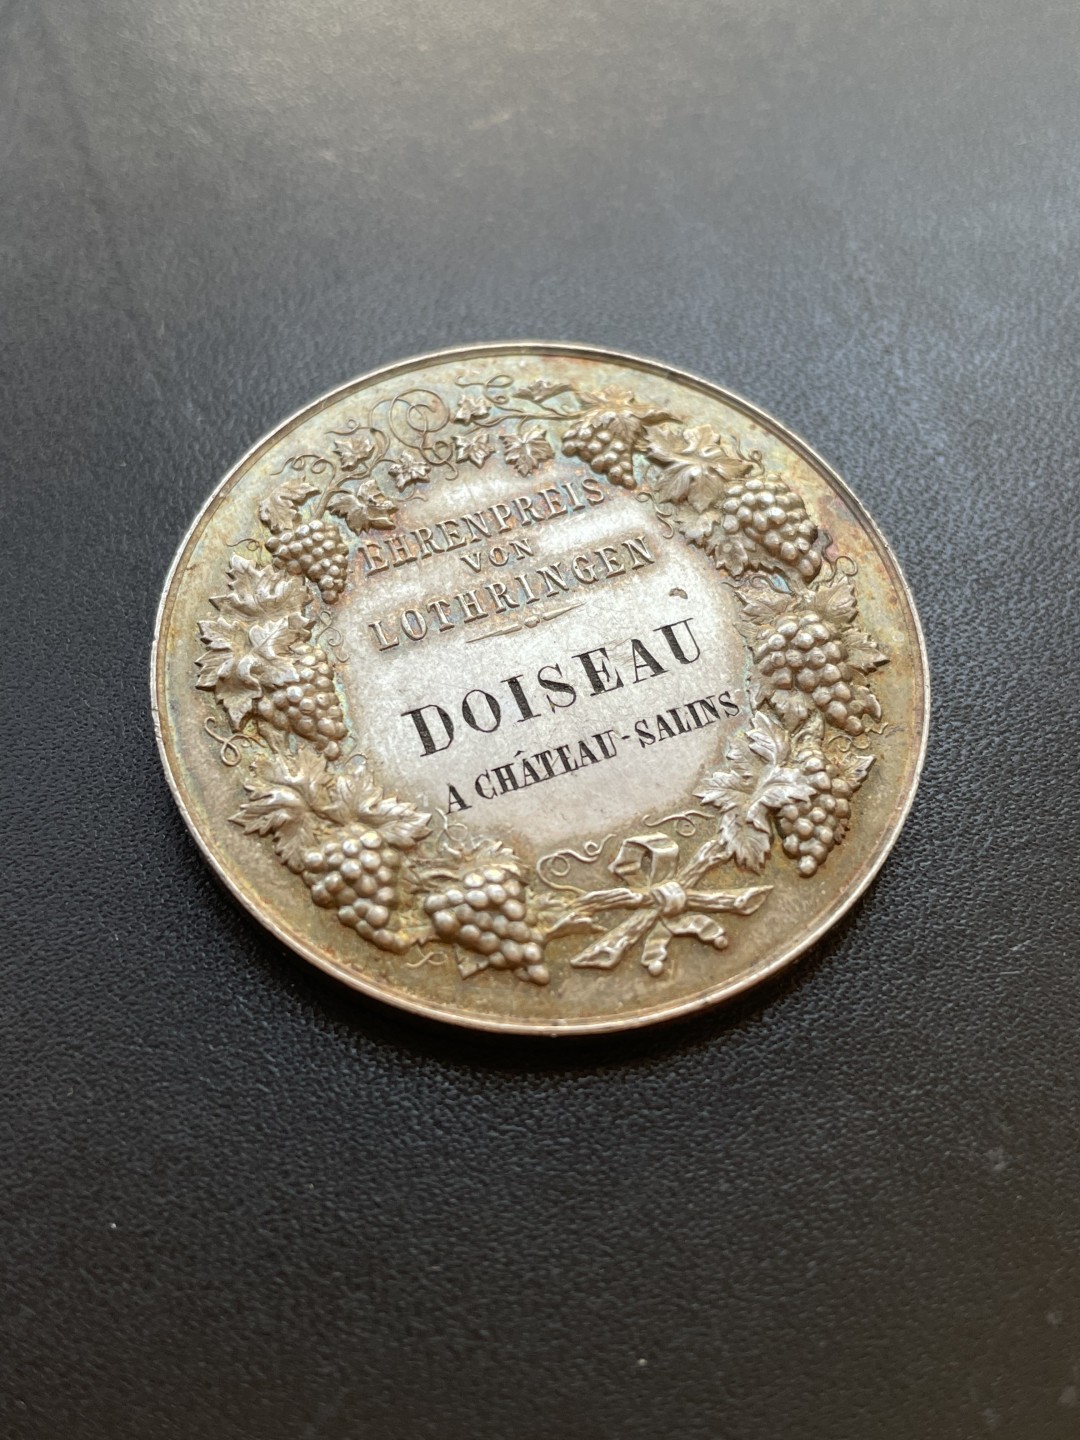 EHRENPREIS
VON
LOTHRINGEN
DOISEAU
A CHÂTEAU-SALINS